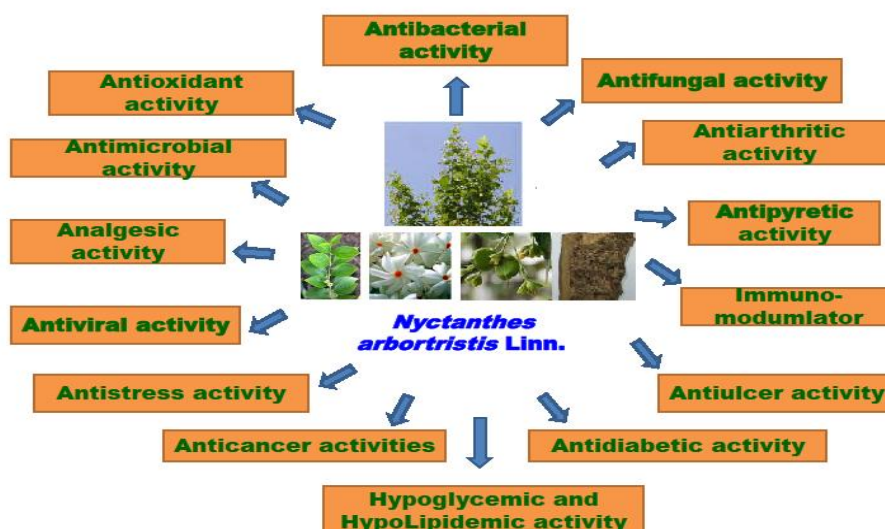 Antibacterial
activity
Antioxidant
activity
Antifungal activity
Antimicrobial
activity
Antiarthritic
activity
Analgesic
activity
Antipyretic
activity
Antiviral activity
Immuno-
modumlator
Nyctanthes
arbortristis Linn.
Antistress activity
Antiulcer activity
Anticancer activities
Antidiabetic activity
Hypoglycemic and
HypoLipidemic activity